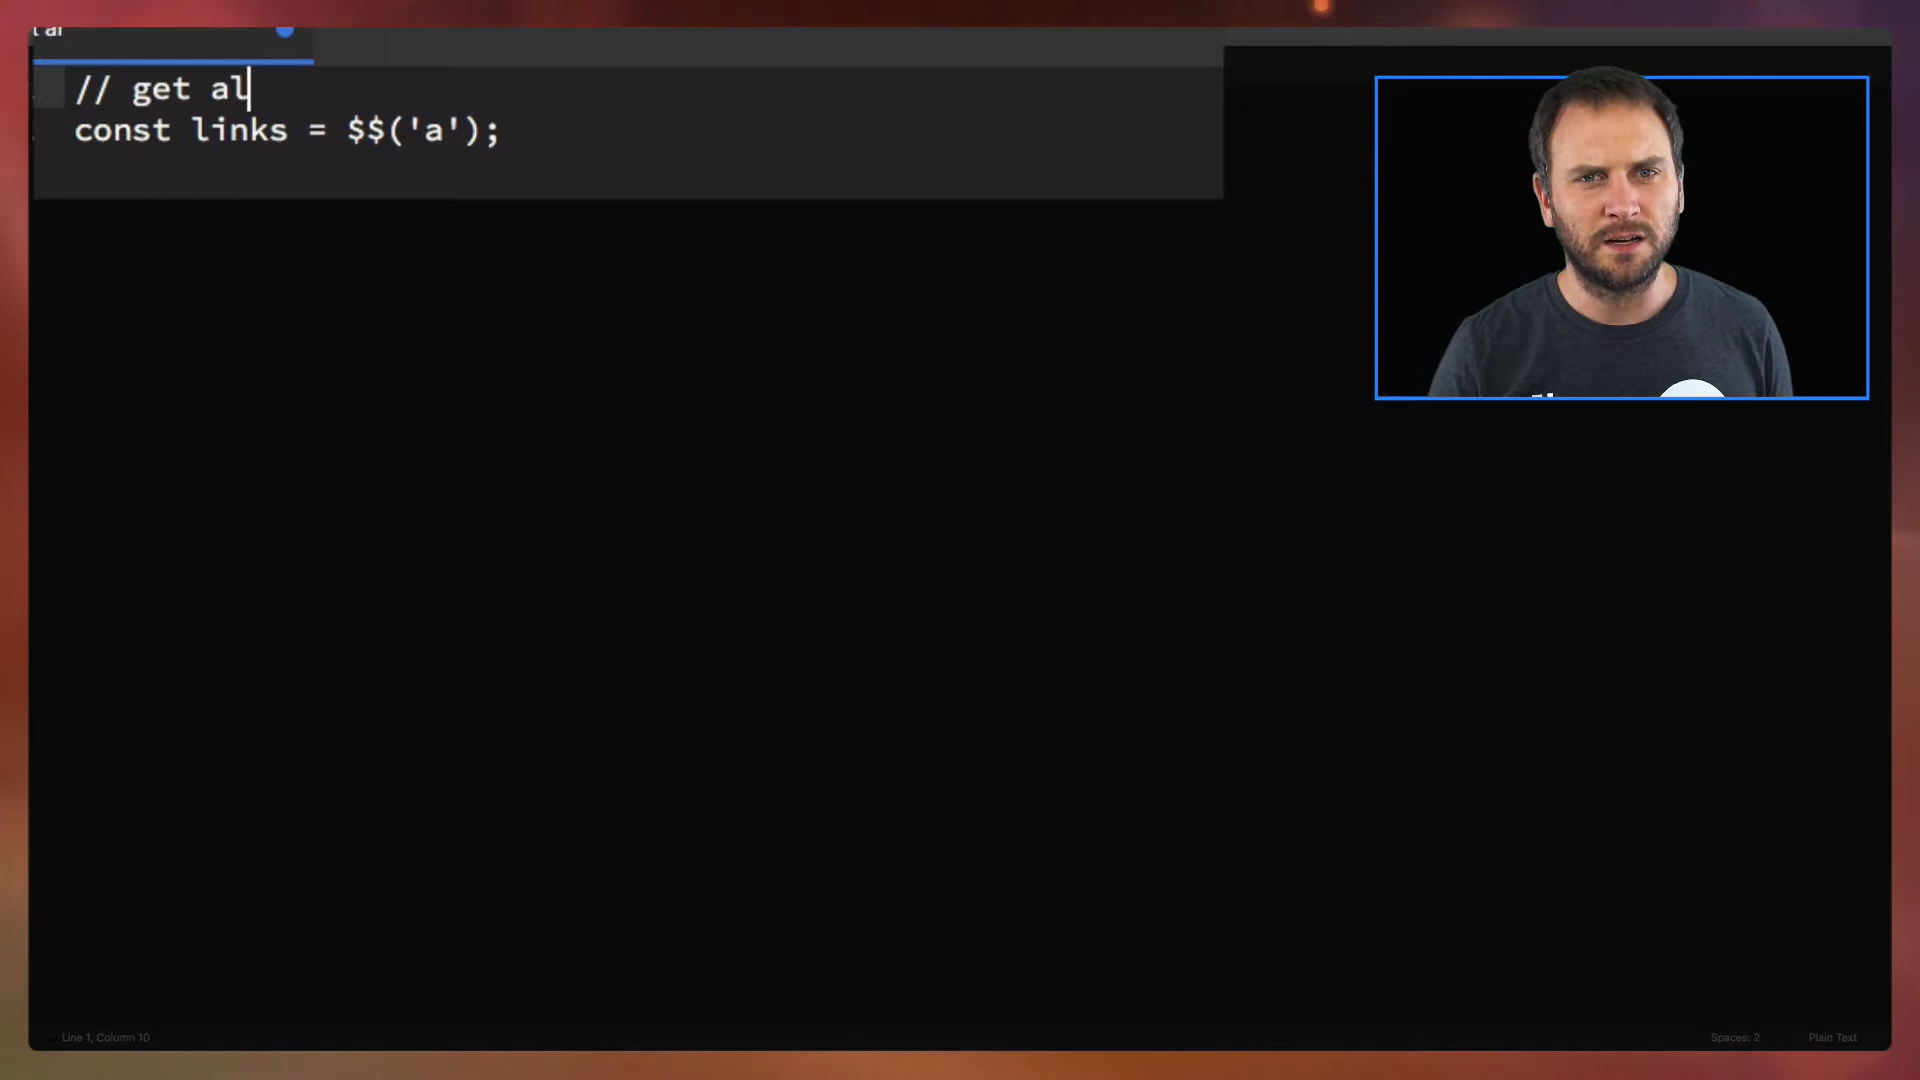 // get al
const links = $$('a');
Line 1, Column 10
Spaces: 2
Plain Text